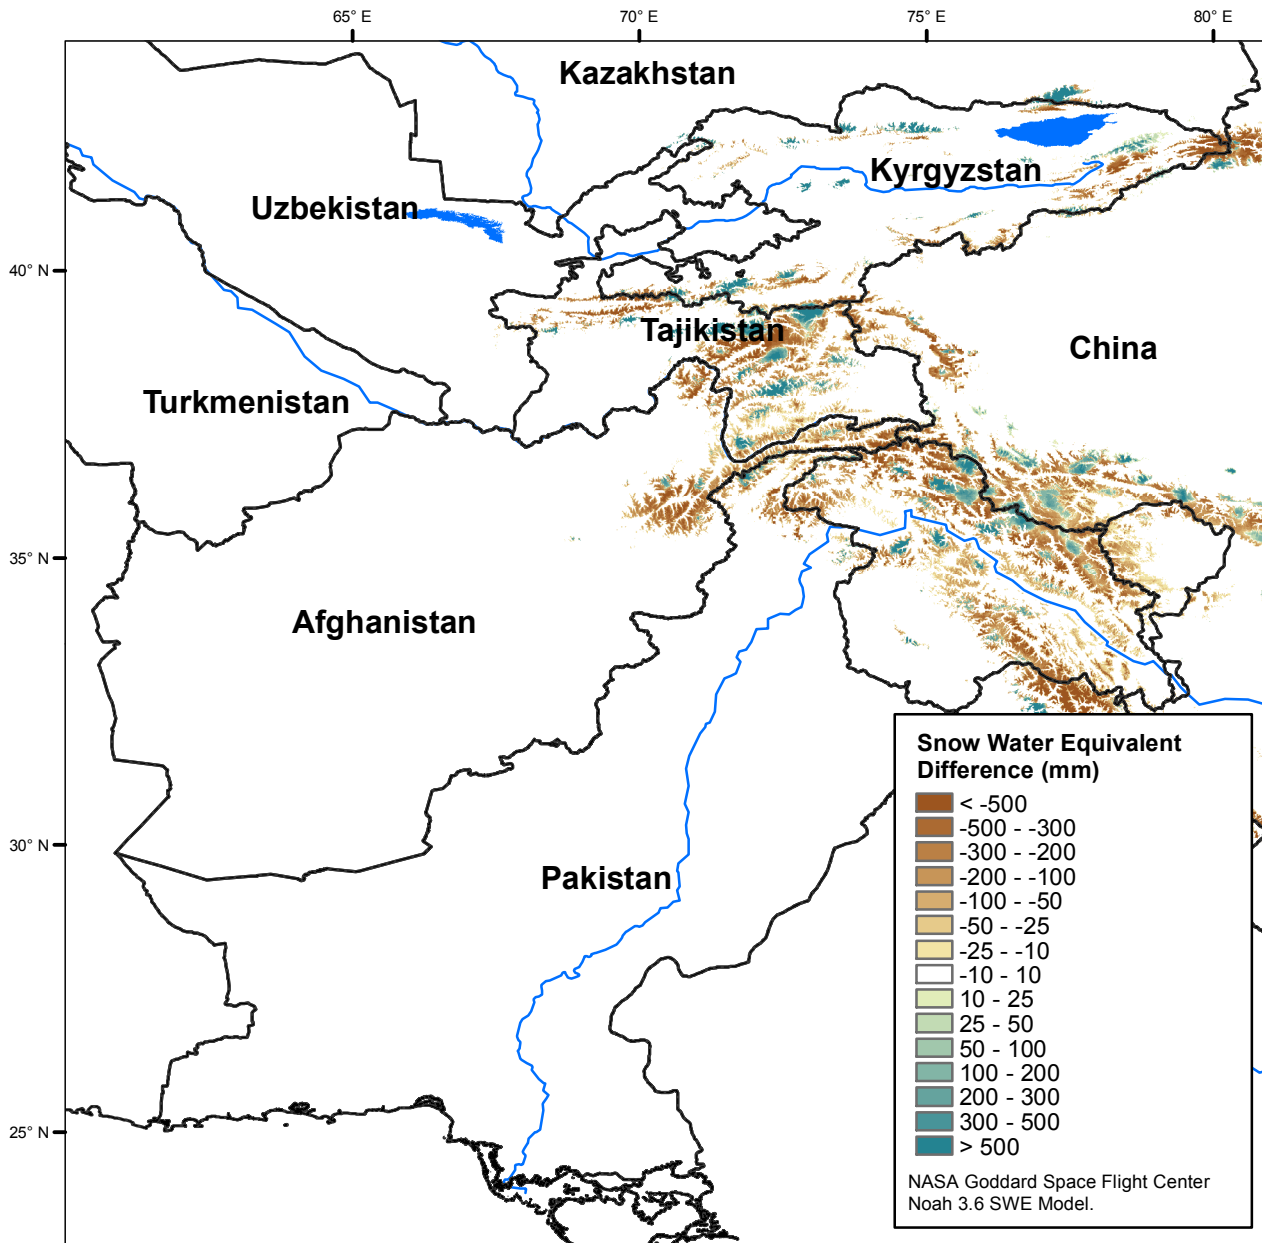 65° E
70° E
75° E
80° E
Kazakhstan
Kyrgyzstan
Uzbekistan
40° N
Tajikistan
China
Turkmenistan
35° N
Afghanistan
Snow Water Equivalent
Difference (mm)
< -500
-500 - -300
-300 - -200
-200 - -100
-100 - -50
-50 - -25
-25 - -10
-10 - 10
10 - 25
25 - 50
50 - 100
100 - 200
200 - 300
300 - 500
> 500
NASA Goddard Space Flight Center
Noah 3.6 SWE Model.
30° N
Pakistan
25° N